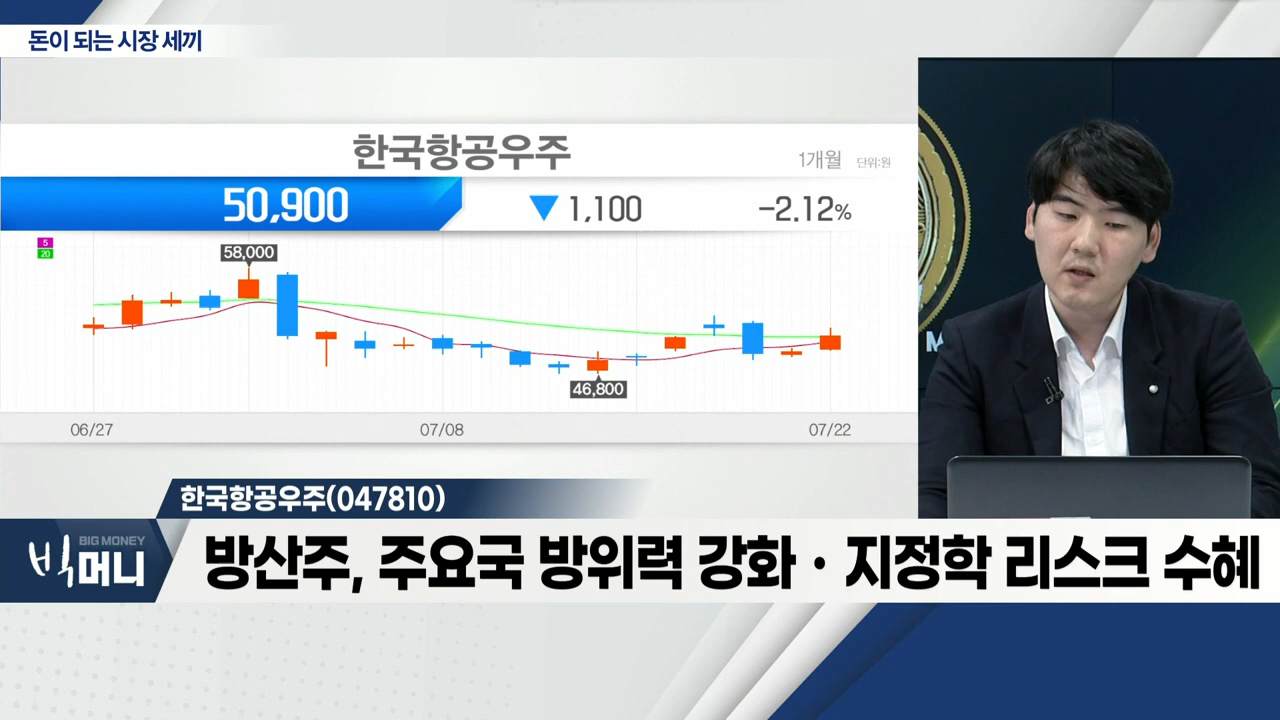 돈이 되는 시장 세끼
한국항공우주
1개월 단위:원
50,900 ▼ 1,100 -2.12%
5
20
58,000
46,800
06/27 07/08 07/22
한국항공우주(047810)
BIG MONEY
빅머니
방산주, 주요국 방위력 강화·지정학 리스크 수혜